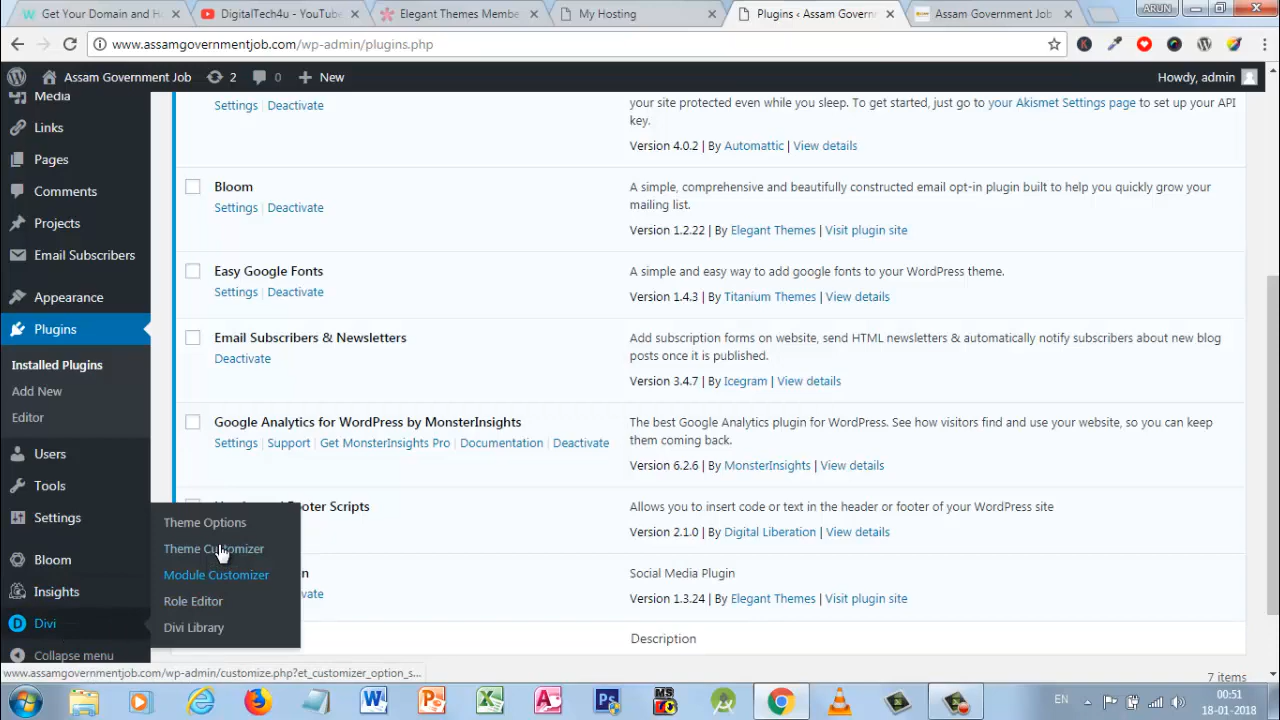 Get Your Domain and Ho
DigitalTech4u - YouTube
Elegant Themes Membe
My Hosting
Plugins ‹ Assam Governm
Assam Government Job
ARUN
www.assamgovernmentjob.com/wp-admin/plugins.php
Assam Government Job 2 0 New Howdy, admin
Media
Links
Pages
Comments
Projects
Email Subscribers
Appearance
Plugins
Installed Plugins
Add New
Editor
Users
Tools
Settings
Bloom
Insights
Divi
Collapse menu
Theme Options
Theme Customizer
Module Customizer
Role Editor
Divi Library
Settings | Deactivate
your site protected even while you sleep. To get started, just go to your Akismet Settings page to set up your API
key.
Version 4.0.2 | By Automattic | View details
Bloom
Settings | Deactivate
A simple, comprehensive and beautifully constructed email opt-in plugin built to help you quickly grow your
mailing list.
Version 1.2.22 | By Elegant Themes | Visit plugin site
Easy Google Fonts
Settings | Deactivate
A simple and easy way to add google fonts to your WordPress theme.
Version 1.4.3 | By Titanium Themes | View details
Email Subscribers & Newsletters
Deactivate
Add subscription forms on website, send HTML newsletters & automatically notify subscribers about new blog
posts once it is published.
Version 3.4.7 | By Icegram | View details
Google Analytics for WordPress by MonsterInsights
Settings | Support | Get MonsterInsights Pro | Documentation | Deactivate
The best Google Analytics plugin for WordPress. See how visitors find and use your website, so you can keep
them coming back.
Version 6.2.6 | By MonsterInsights | View details
Footer Scripts
Allows you to insert code or text in the header or footer of your WordPress site
Version 2.1.0 | By Digital Liberation | View details
Social Media Plugin
Version 1.3.24 | By Elegant Themes | Visit plugin site
Description
7 items
www.assamgovernmentjob.com/wp-admin/customize.php?et_customizer_option_s...
EN
00:51
18-01-2018